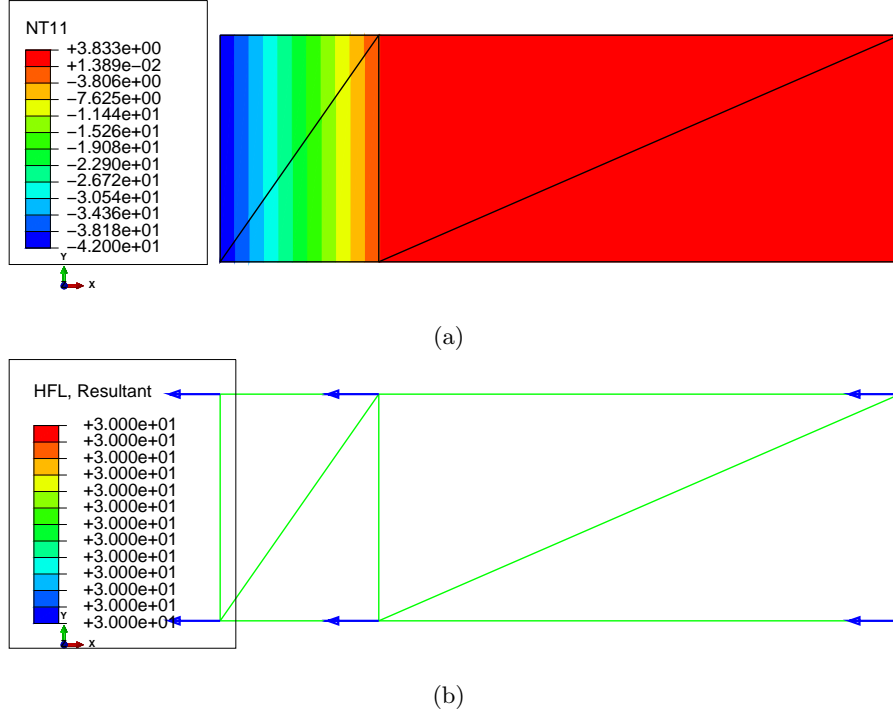 NT11
+3.833e+00
+1.389e−02
−3.806e+00
−7.625e+00
−1.144e+01
−1.526e+01
−1.908e+01
−2.290e+01
−2.672e+01
−3.054e+01
−3.436e+01
−3.818e+01
−4.200e+01
Y
X
(a)
HFL, Resultant
+3.000e+01
+3.000e+01
+3.000e+01
+3.000e+01
+3.000e+01
+3.000e+01
+3.000e+01
+3.000e+01
+3.000e+01
+3.000e+01
+3.000e+01
+3.000e+01
+3.000e+01
Y
X
(b)